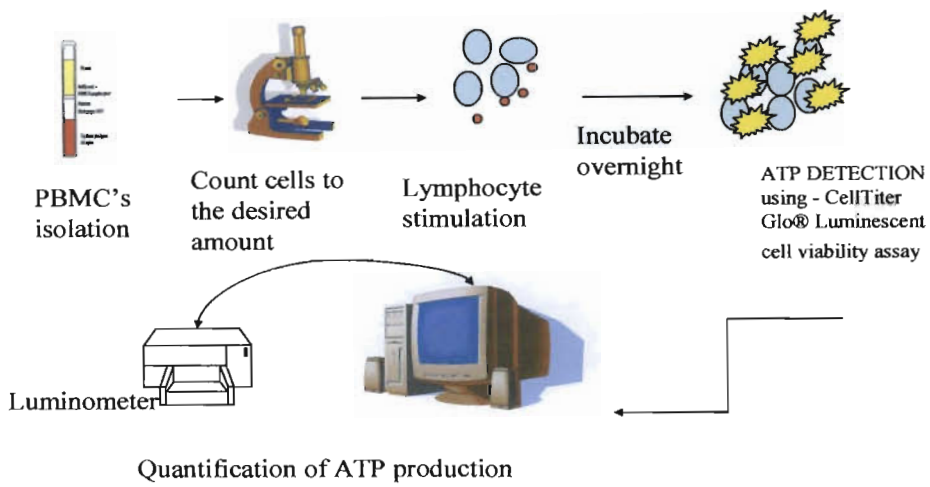 PBMC's
isolation
Count cells to
the desired
amount
Lymphocyte
stimulation
Incubate
overnight
ATP DETECTION
using - CellTiter
Glo® Luminescent
cell viability assay
Luminometer
Quantification of ATP production